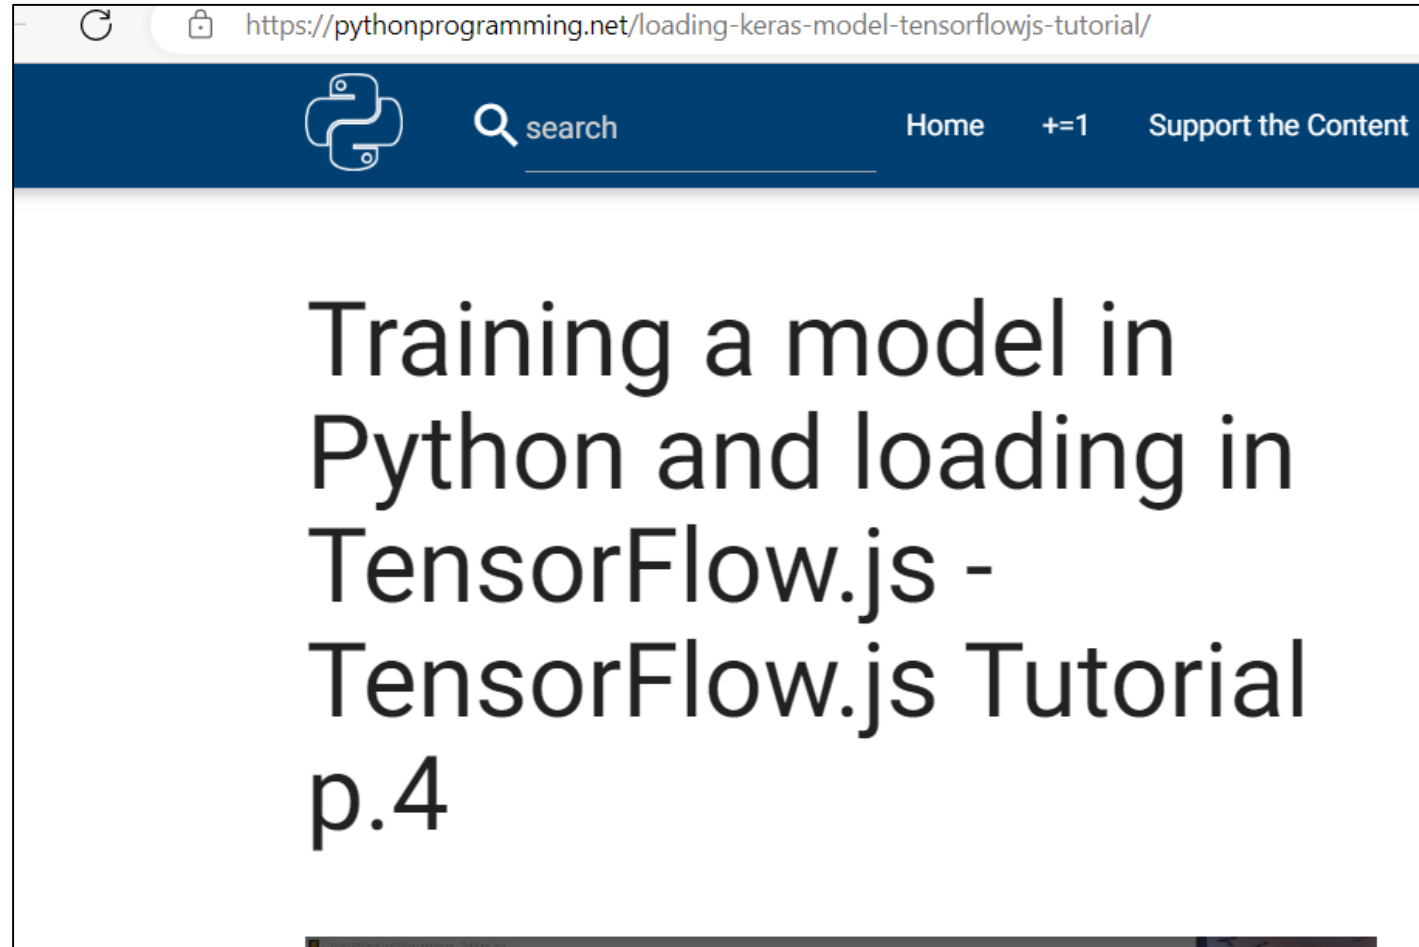 https://pythonprogramming.net/loading-keras-model-tensorflowjs-tutorial/
search Home +=1 Support the Content
Training a model in
Python and loading in
TensorFlow.js -
TensorFlow.js Tutorial
p.4